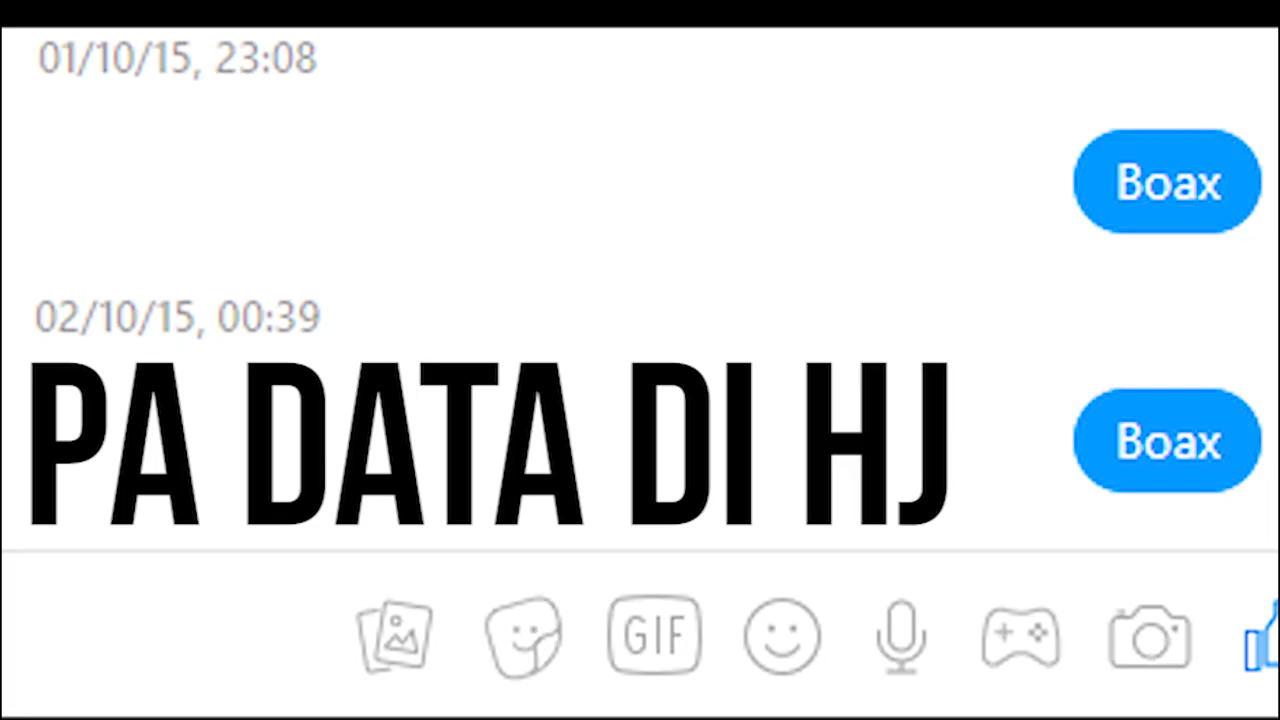 01/10/15, 23:08
Boax
02/10/15, 00:39
PA DATA DI HJ
Boax
GIF